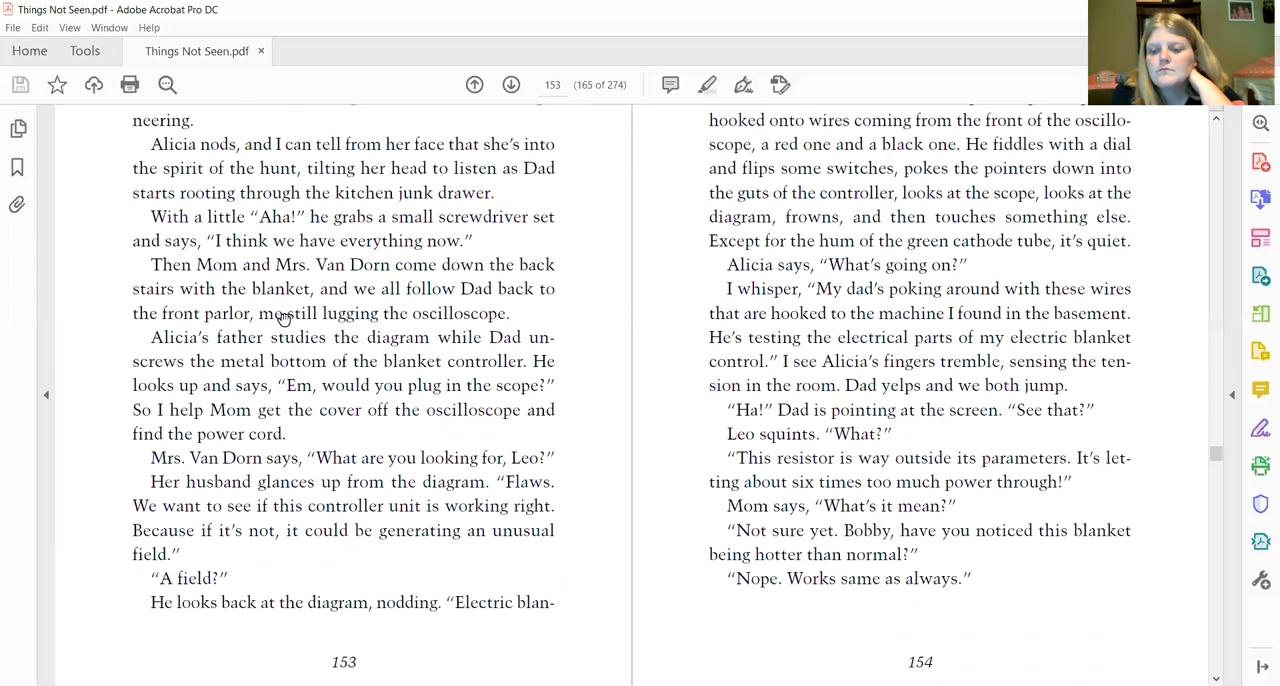 Things Not Seen.pdf - Adobe Acrobat Pro DC
File Edit View Window Help
Home Tools Things Not Seen.pdf ×
153 (165 of 274)
neering.
Alicia nods, and I can tell from her face that she's into
the spirit of the hunt, tilting her head to listen as Dad
starts rooting through the kitchen junk drawer.
With a little “Aha!” he grabs a small screwdriver set
and says, “I think we have everything now.”
Then Mom and Mrs. Van Dorn come down the back
stairs with the blanket, and we all follow Dad back to
the front parlor, me still lugging the oscilloscope.
Alicia's father studies the diagram while Dad un-
screws the metal bottom of the blanket controller. He
looks up and says, “Em, would you plug in the scope?”
So I help Mom get the cover off the oscilloscope and
find the power cord.
Mrs. Van Dorn says, “What are you looking for, Leo?”
Her husband glances up from the diagram. “Flaws.
We want to see if this controller unit is working right.
Because if it's not, it could be generating an unusual
field.”
“A field?”
He looks back at the diagram, nodding. “Electric blan-
153
hooked onto wires coming from the front of the oscillo-
scope, a red one and a black one. He fiddles with a dial
and flips some switches, pokes the pointers down into
the guts of the controller, looks at the scope, looks at the
diagram, frowns, and then touches something else.
Except for the hum of the green cathode tube, it's quiet.
Alicia says, “What's going on?”
I whisper, “My dad's poking around with these wires
that are hooked to the machine I found in the basement.
He's testing the electrical parts of my electric blanket
control.” I see Alicia's fingers tremble, sensing the ten-
sion in the room. Dad yelps and we both jump.
“Ha!” Dad is pointing at the screen. “See that?”
Leo squints. “What?”
“This resistor is way outside its parameters. It's let-
ting about six times too much power through!”
Mom says, “What's it mean?”
“Not sure yet. Bobby, have you noticed this blanket
being hotter than normal?”
“Nope. Works same as always.”
154